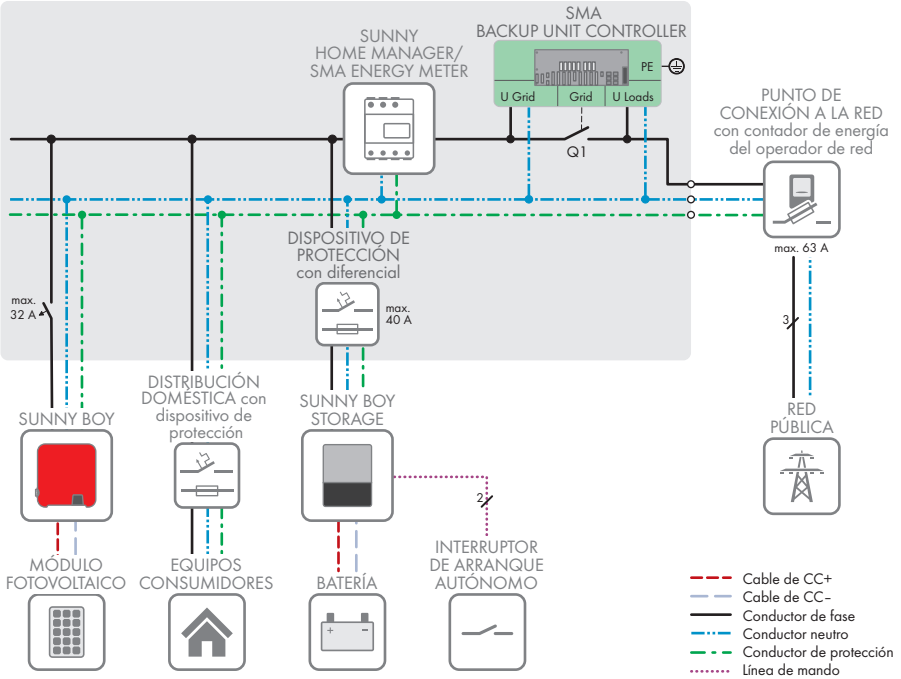 SMA
BACKUP UNIT CONTROLLER
SUNNY
HOME MANAGER/
SMA ENERGY METER
PE
U Grid
Grid
U Loads
Q1
PUNTO DE
CONEXIÓN A LA RED
con contador de energía
del operador de red
max. 63 A
DISPOSITIVO DE
PROTECCIÓN
con diferencial
max.
32 A
max.
40 A
3
DISTRIBUCIÓN
DOMÉSTICA con
dispositivo de
protección
SUNNY BOY
SUNNY BOY
STORAGE
RED
PÚBLICA
2
MÓDULO
FOTOVOLTAICO
EQUIPOS
CONSUMIDORES
BATERÍA
+ −
INTERRUPTOR
DE ARRANQUE
AUTÓNOMO
Cable de CC+
Cable de CC−
Conductor de fase
Conductor neutro
Conductor de protección
Línea de mando